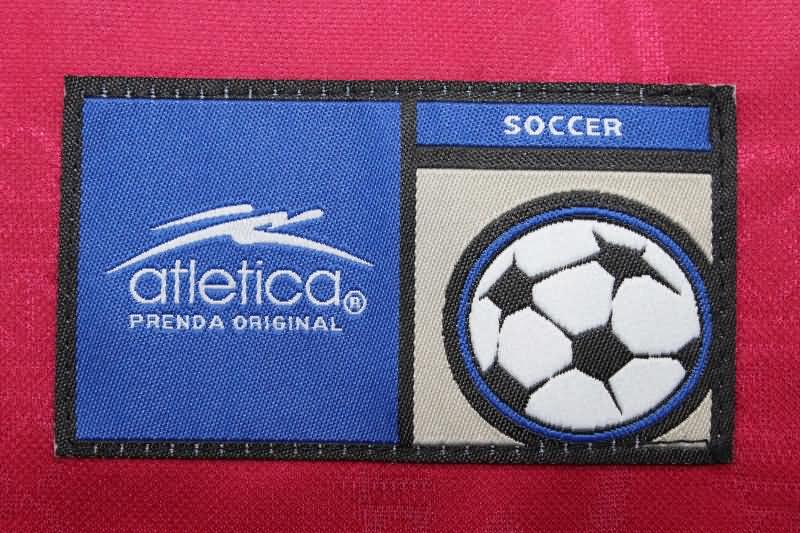 atletica®
PRENDA ORIGINAL
SOCCER